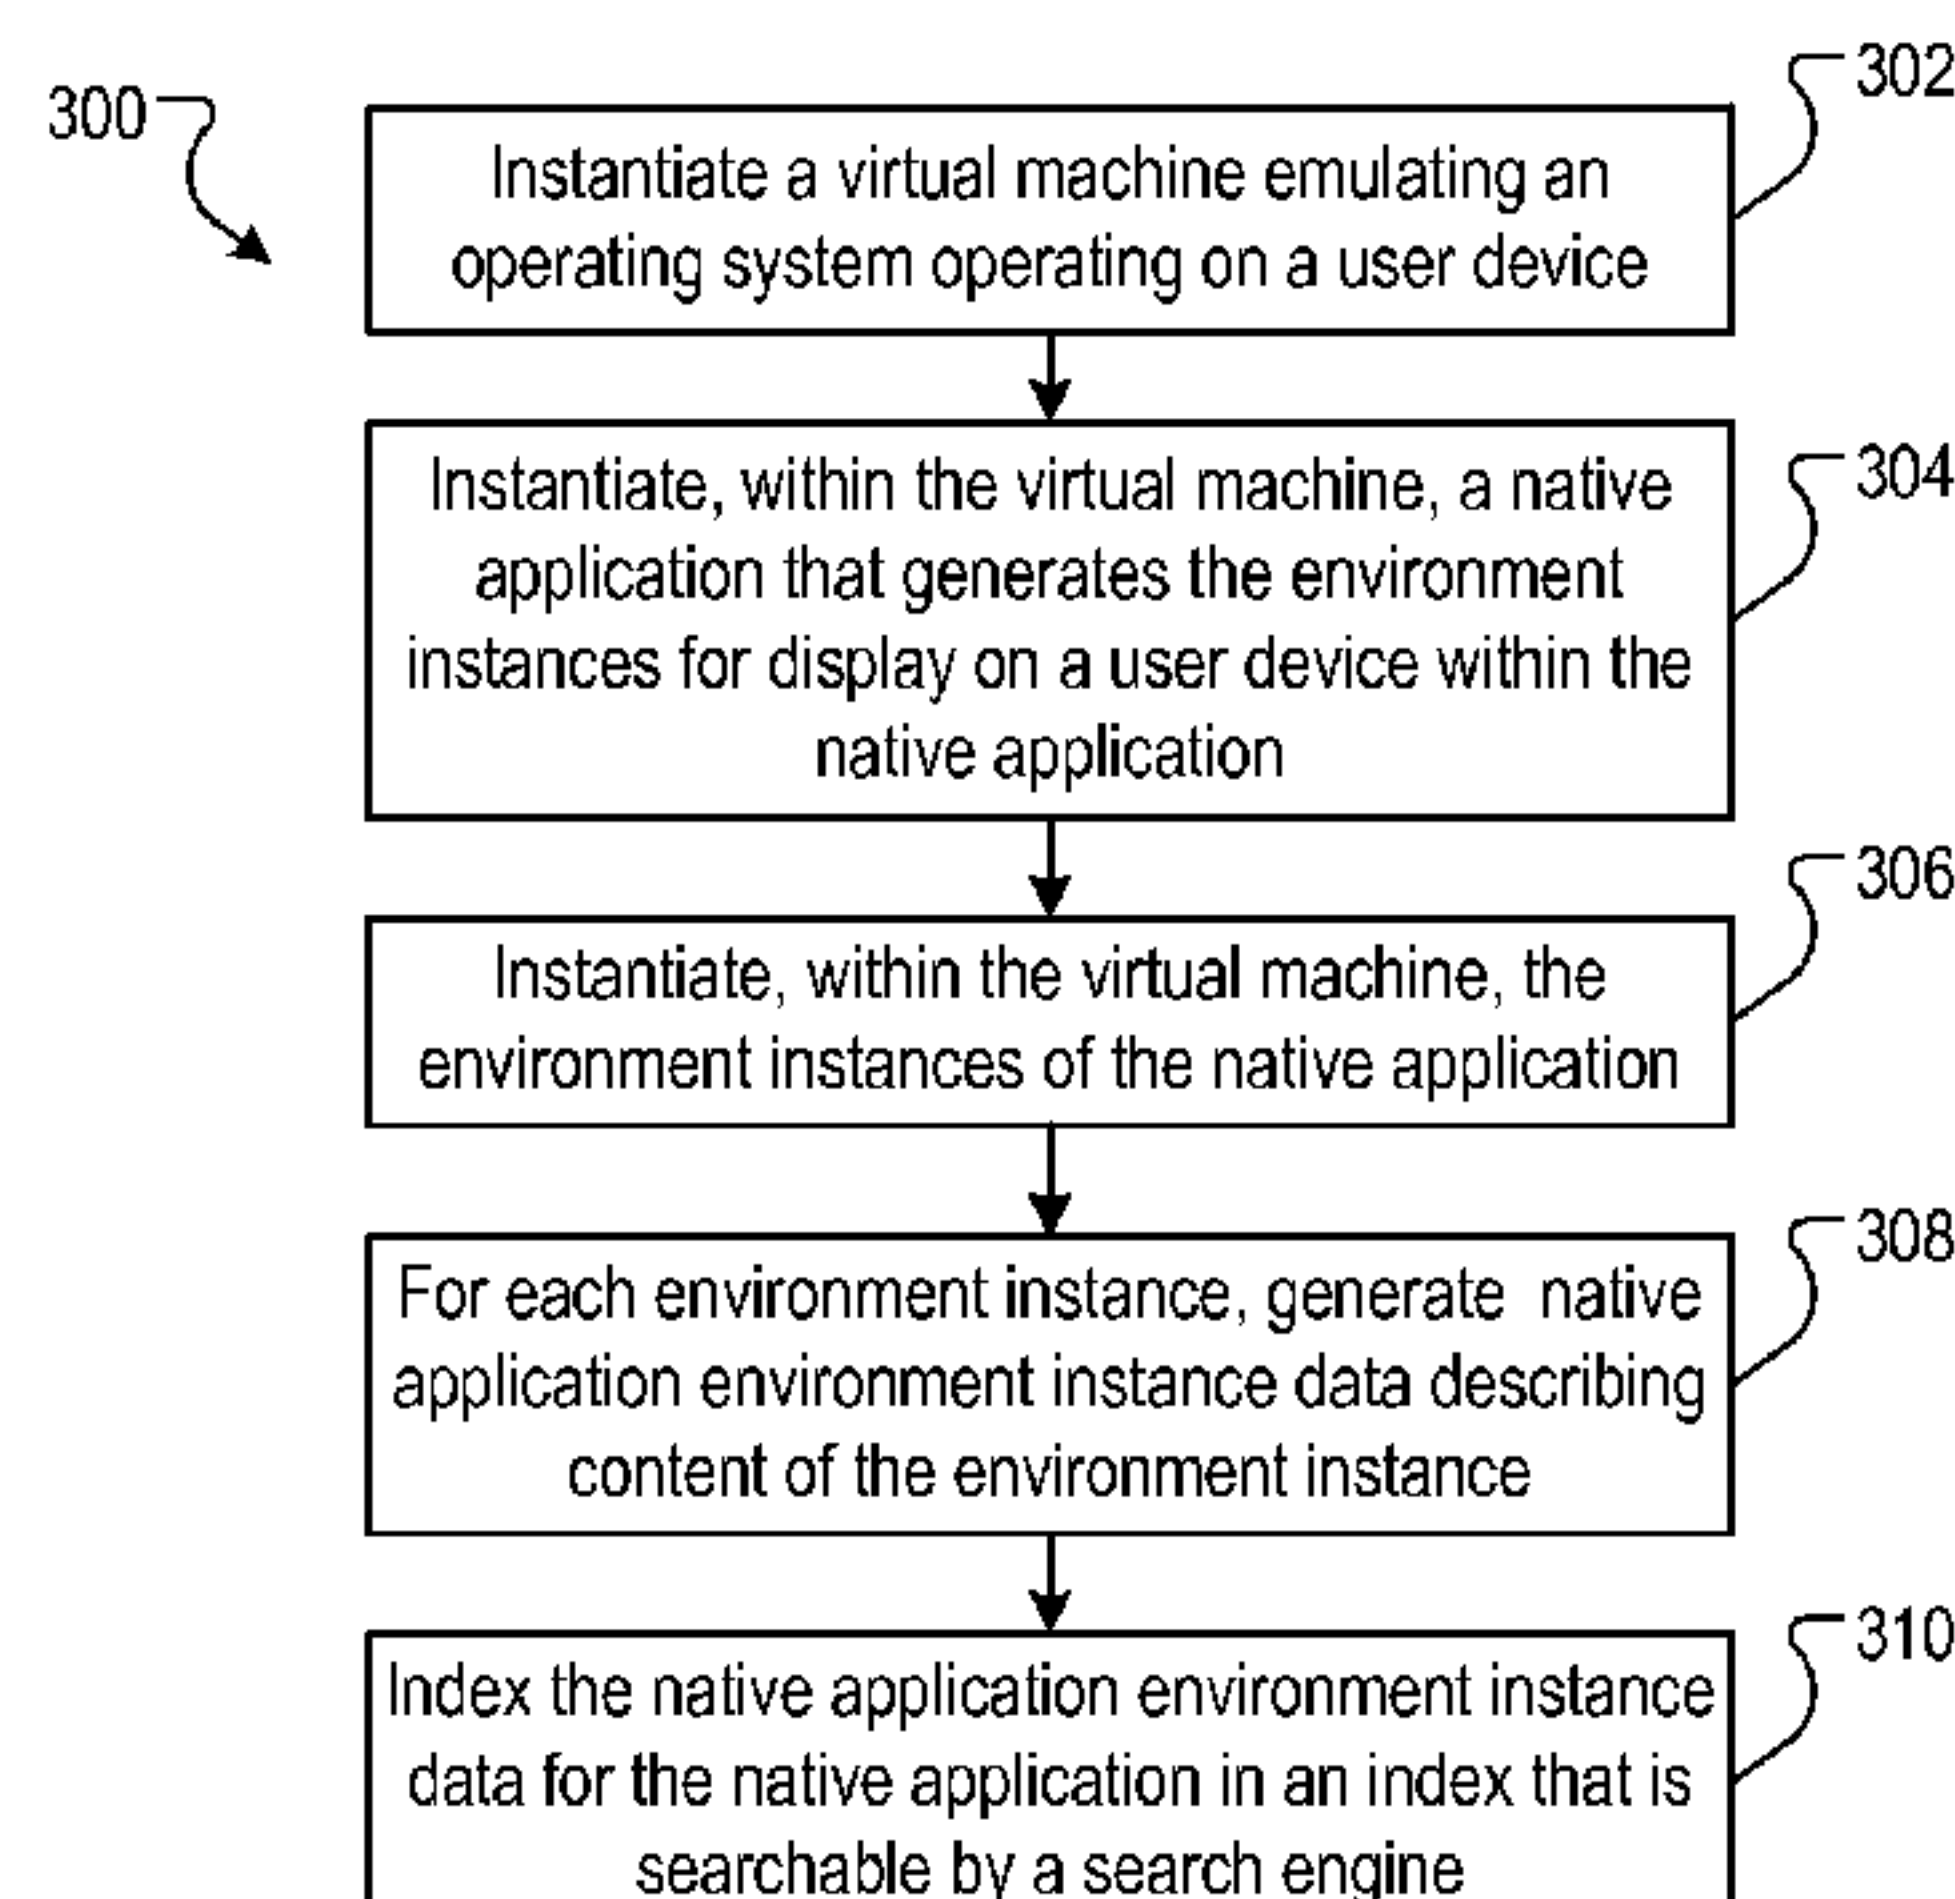 300
302
Instantiate a virtual machine emulating an
operating system operating on a user device
304
Instantiate, within the virtual machine, a native
application that generates the environment
instances for display on a user device within the
native application
306
Instantiate, within the virtual machine, the
environment instances of the native application
308
For each environment instance, generate native
application environment instance data describing
content of the environment instance
310
Index the native application environment instance
data for the native application in an index that is
searchable by a search engine